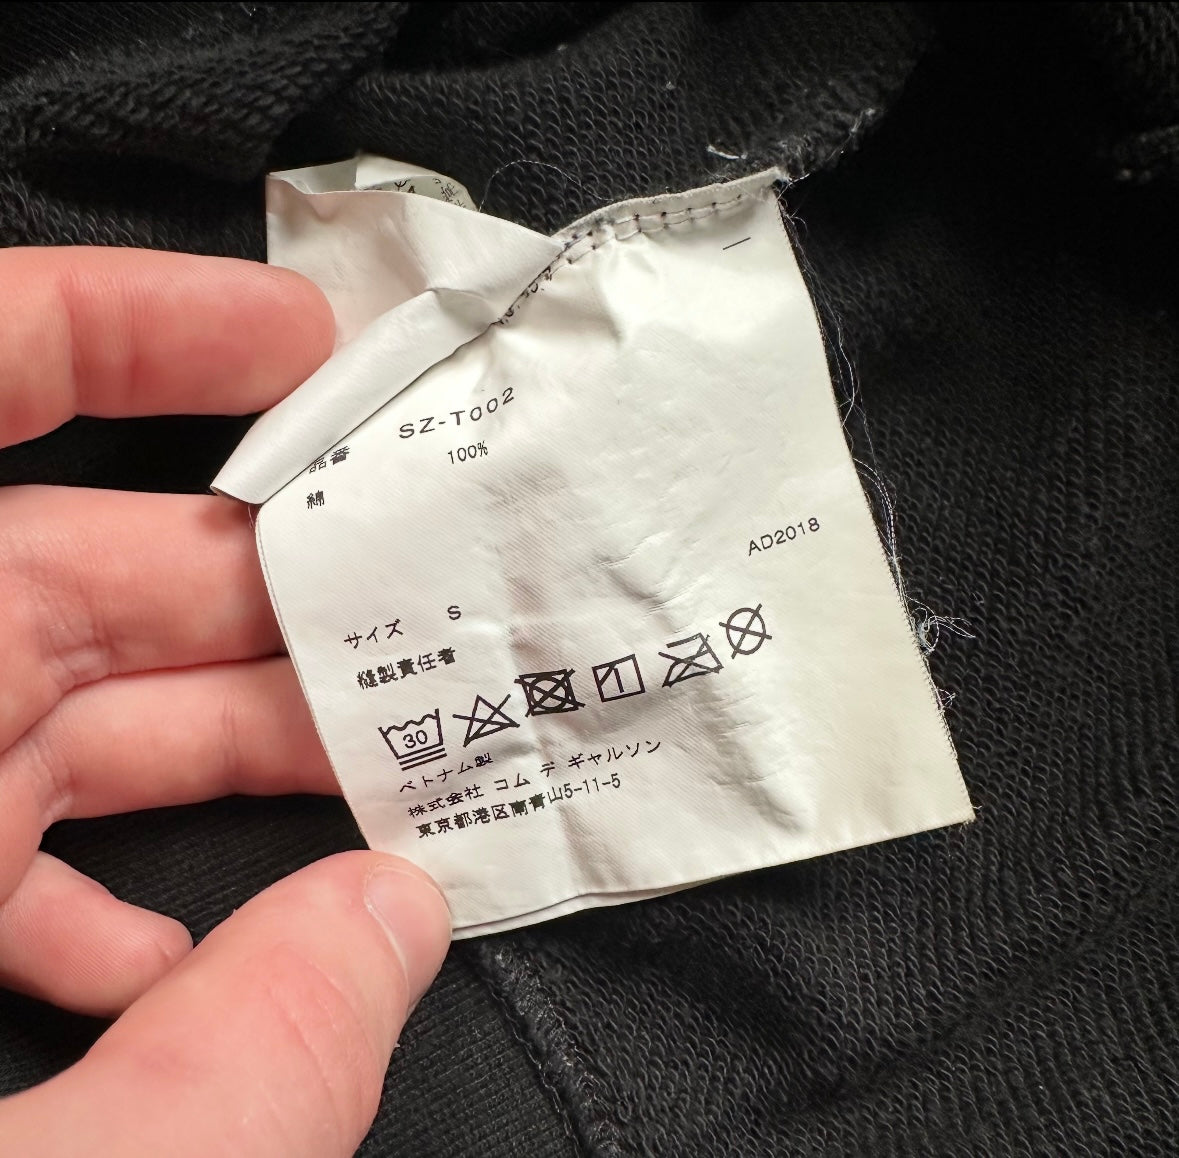 品番 SZ-T002
綿 100%
AD2018
サイズ S
縫製責任者
30
ベトナム製
株式会社 コム デ ギャルソン
東京都港区南青山5-11-5